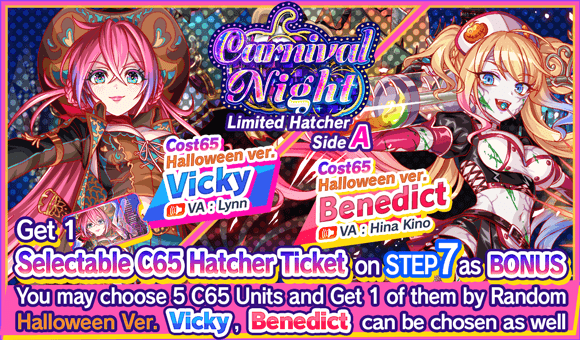 Carnival
Night
Limited Hatcher
Side A
Cost65
Halloween ver.
Vicky
VA : Lynn
Cost65
Halloween ver.
Benedict
VA : Hina Kino
Get 1
Selectable C65 Hatcher Ticket on STEP7 as BONUS
You may choose 5 C65 Units and Get 1 of them by Random
Halloween Ver. Vicky, Benedict can be chosen as well